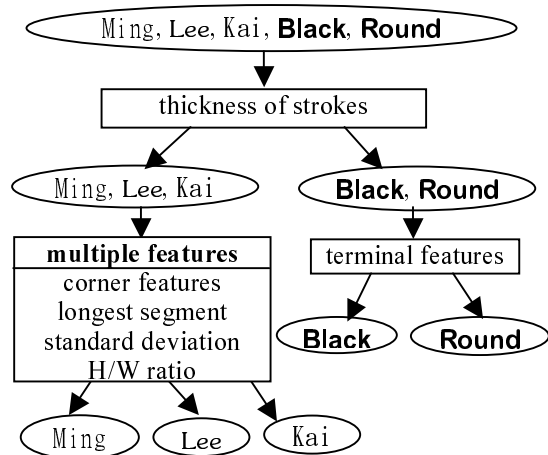 Ming, Lee, Kai, Black, Round
thickness of strokes
Ming, Lee, Kai
Black, Round
multiple features
corner features
longest segment
standard deviation
H/W ratio
terminal features
Black
Round
Ming
Lee
Kai